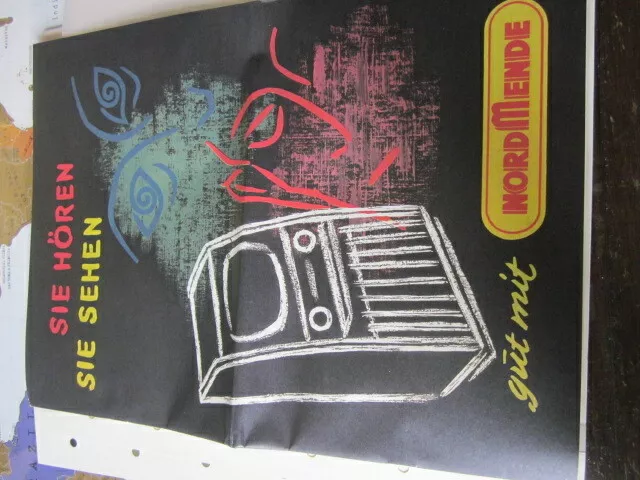 SIE HÖREN
SIE SEHEN
gut mit
NORDMENDE